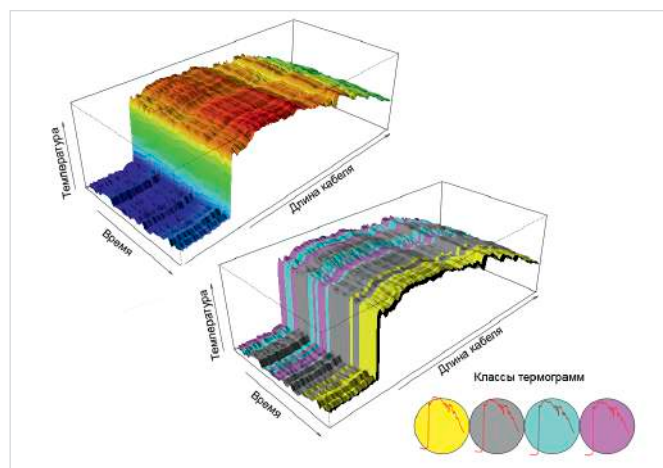 Температура
Время
Длина кабеля
Температура
Время
Длина кабеля
Классы термограмм